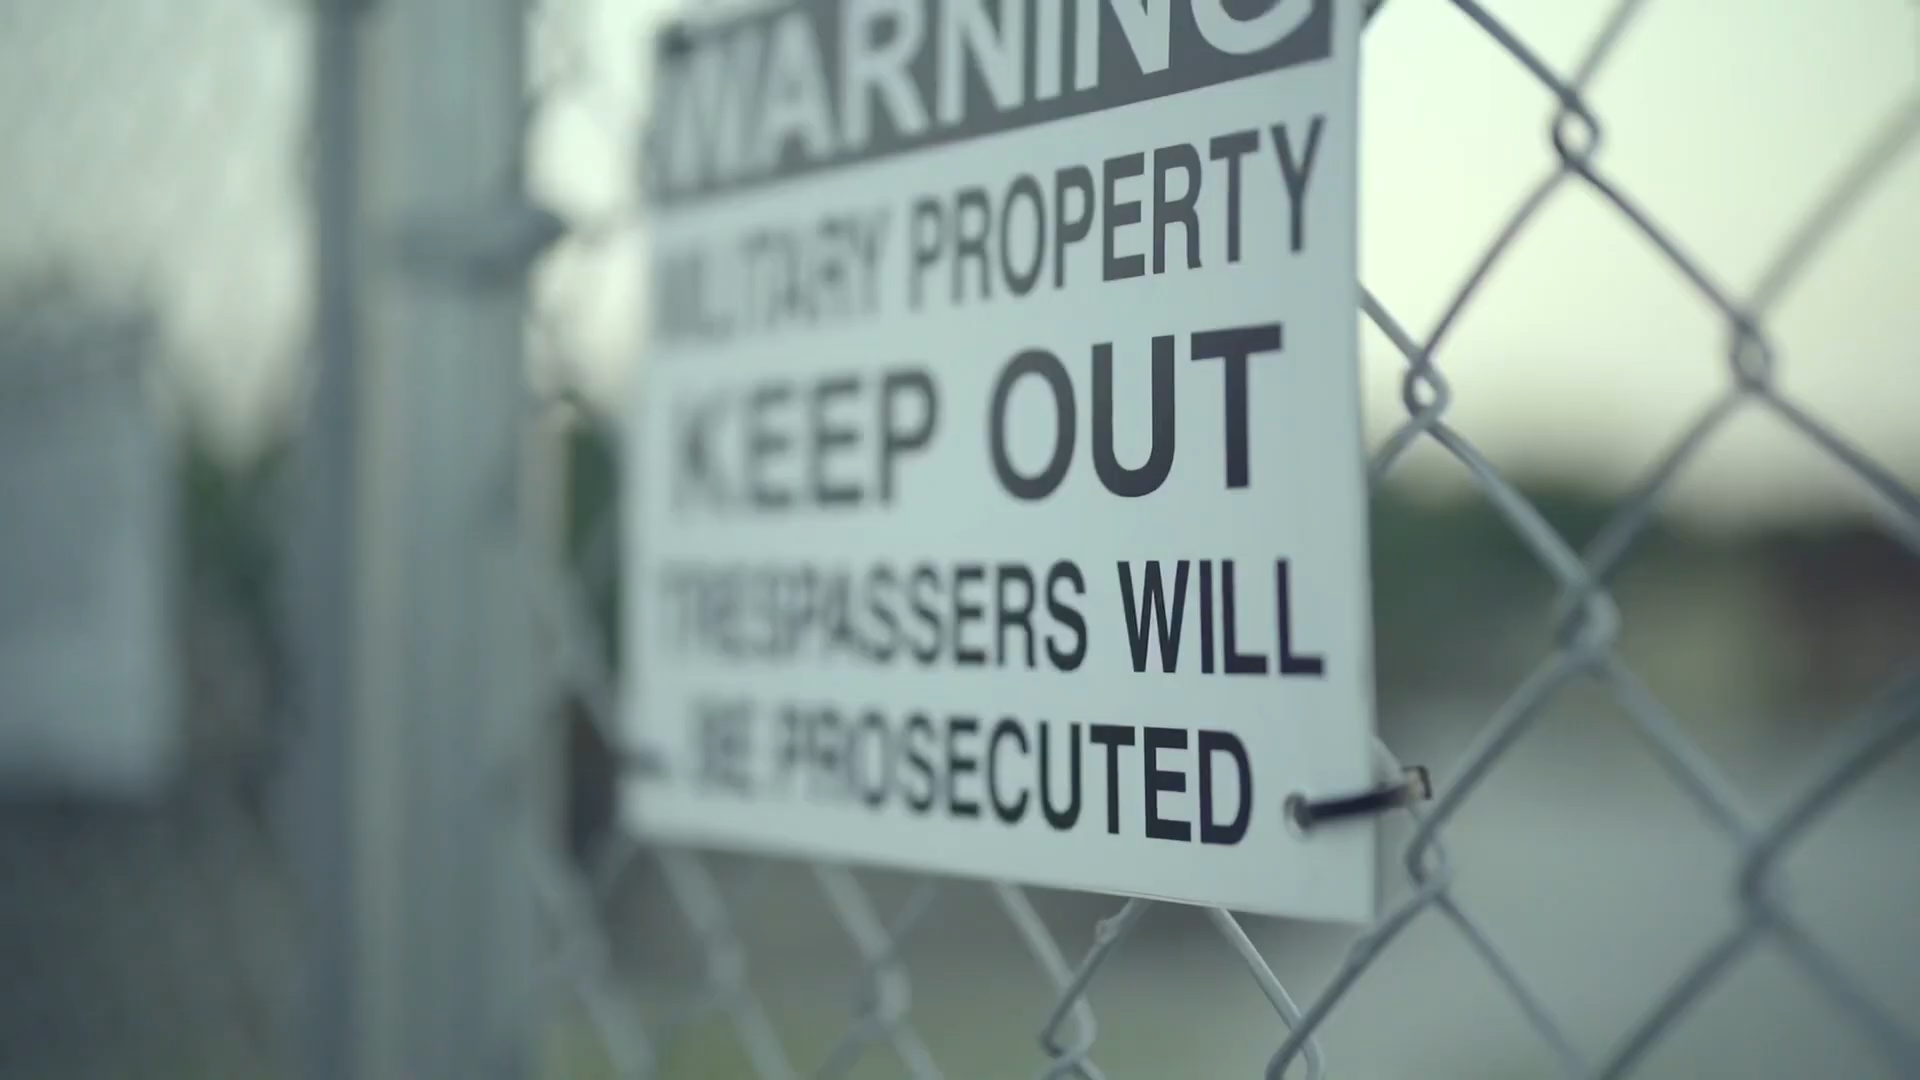 WARNING
MILITARY PROPERTY
KEEP OUT
TRESPASSERS WILL
BE PROSECUTED